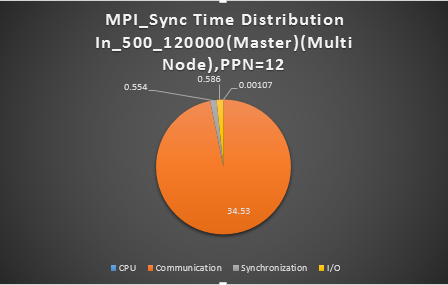 MPI_Sync Time Distribution
In_500_120000(Master)(Multi
Node),PPN=12
0.554
0.586
0.00107
34.53
CPU
Communication
Synchronization
I/O